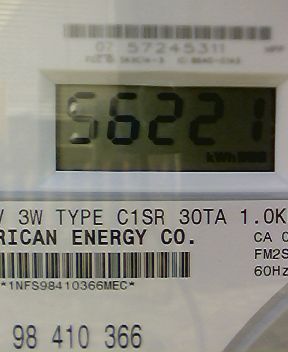 07 57245311
56221
kWh
V 3W TYPE C1SR 30TA 1.0K
RICAN ENERGY CO.
CA 0
FM2S
60Hz
*1NFS98410366MEC*
98 410 366